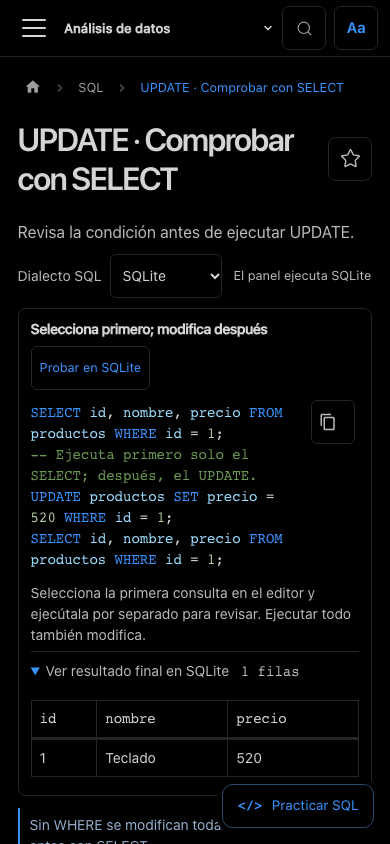 Análisis de datos
Aa
SQL
UPDATE · Comprobar con SELECT
UPDATE · Comprobar
con SELECT
Revisa la condición antes de ejecutar UPDATE.
Dialecto SQL
SQLite
El panel ejecuta SQLite
Selecciona primero; modifica después
Probar en SQLite
SELECT id, nombre, precio FROM
productos WHERE id = 1;
-- Ejecuta primero solo el
SELECT; después, el UPDATE.
UPDATE productos SET precio =
520 WHERE id = 1;
SELECT id, nombre, precio FROM
productos WHERE id = 1;
Selecciona la primera consulta en el editor y
ejecútala por separado para revisar. Ejecutar todo
también modifica.
Ver resultado final en SQLite 1 filas
id nombre precio
1 Teclado 520
</> Practicar SQL
Sin WHERE se modifican toda
antes con SELECT